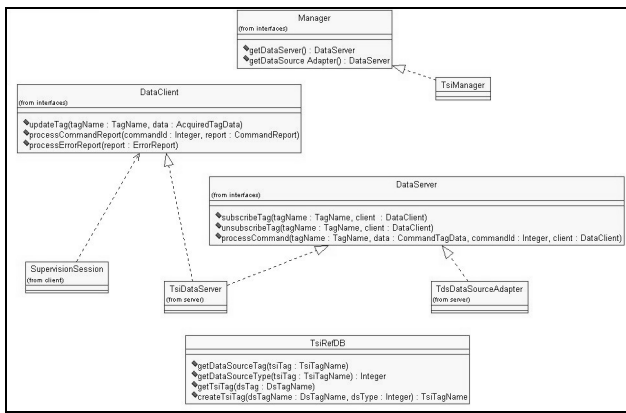 Manager
(from interfaces)
getDataServer() : DataServer
getDataSource Adapter() : DataServer
TsiManager
DataClient
(from interfaces)
updateTag(tagName : TagName, data : AcquiredTagData)
processCommandReport(commandId : Integer, report : CommandReport)
processErrorReport(report : ErrorReport)
DataServer
(from interfaces)
subscribeTag(tagName : TagName, client : DataClient)
unsubscribeTag(tagName : TagName, client : DataClient)
processCommand(tagName : TagName, data : CommandTagData, commandId : Integer, client : DataClient)
SupervisionSession
(from client)
TsiDataServer
(from server)
TdsDataSourceAdapter
(from server)
TsiRefDB
getDataSourceTag(tsiTag : TsiTagName)
getDataSourceType(tsiTag : TsiTagName) : Integer
getTsiTag(dsTag : DsTagName)
createTsiTag(dsTagName : DsTagName, dsType : Integer) : TsiTagName